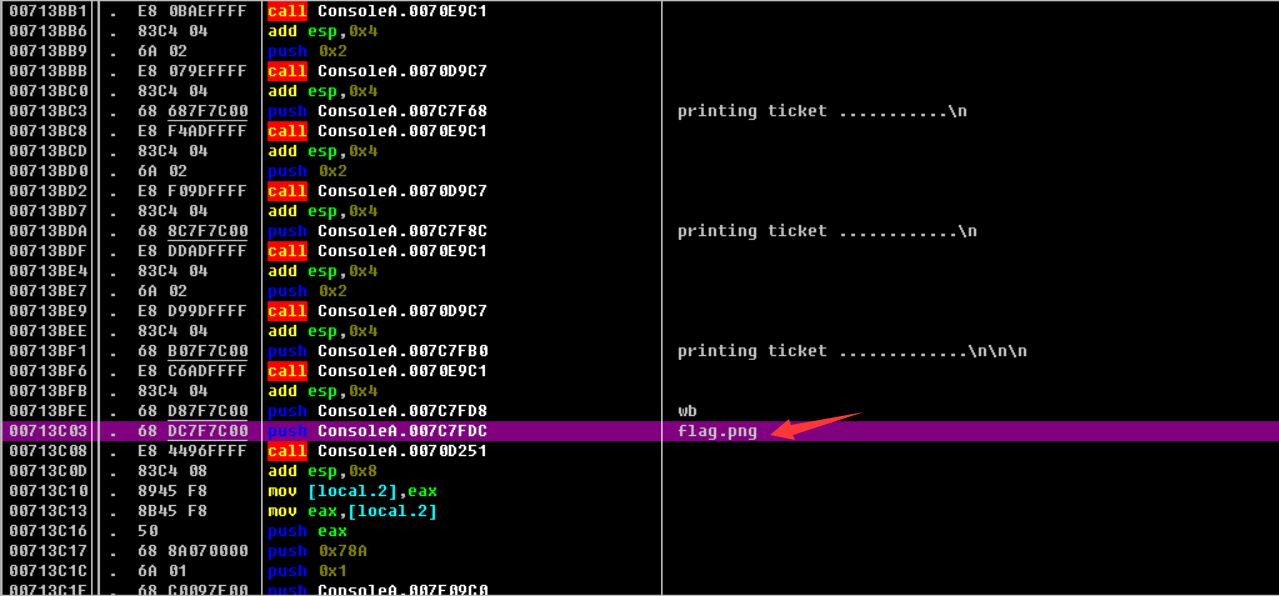 00713BB1 . E8 0BAEFFFF call ConsoleA.0070E9C1
00713BB6 . 83C4 04 add esp,0x4
00713BB9 . 6A 02 push 0x2
00713BBB . E8 079EFFFF call ConsoleA.0070D9C7
00713BC0 . 83C4 04 add esp,0x4
00713BC3 . 68 687F7C00 push ConsoleA.007C7F68 printing ticket ...........\n
00713BC8 . E8 F4ADFFFF call ConsoleA.0070E9C1
00713BCD . 83C4 04 add esp,0x4
00713BD0 . 6A 02 push 0x2
00713BD2 . E8 F09DFFFF call ConsoleA.0070D9C7
00713BD7 . 83C4 04 add esp,0x4
00713BDA . 68 8C7F7C00 push ConsoleA.007C7F8C printing ticket ............\n
00713BDF . E8 DDADFFFF call ConsoleA.0070E9C1
00713BE4 . 83C4 04 add esp,0x4
00713BE7 . 6A 02 push 0x2
00713BE9 . E8 D99DFFFF call ConsoleA.0070D9C7
00713BEE . 83C4 04 add esp,0x4
00713BF1 . 68 B07F7C00 push ConsoleA.007C7FB0 printing ticket .............\n\n\n
00713BF6 . E8 C6ADFFFF call ConsoleA.0070E9C1
00713BFB . 83C4 04 add esp,0x4
00713BFE . 68 D87F7C00 push ConsoleA.007C7FD8 wb
00713C03 . 68 DC7F7C00 push ConsoleA.007C7FDC flag.png
00713C08 . E8 4496FFFF call ConsoleA.0070D251
00713C0D . 83C4 08 add esp,0x8
00713C10 . 8945 F8 mov [local.2],eax
00713C13 . 8B45 F8 mov eax,[local.2]
00713C16 . 50 push eax
00713C17 . 68 8A070000 push 0x78A
00713C1C . 6A 01 push 0x1
00713C1E . 68 C0097E00 push ConsoleA.007E09C0